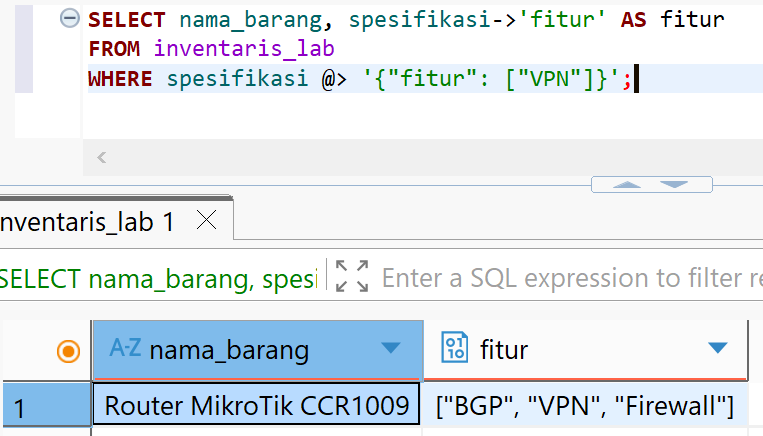 SELECT nama_barang, spesifikasi->'fitur' AS fitur
FROM inventaris_lab
WHERE spesifikasi @> '{"fitur": ["VPN"]}';
nventaris_lab 1
SELECT nama_barang, spesi
Enter a SQL expression to filter re
A-Z nama_barang
fitur
1
Router MikroTik CCR1009
["BGP", "VPN", "Firewall"]